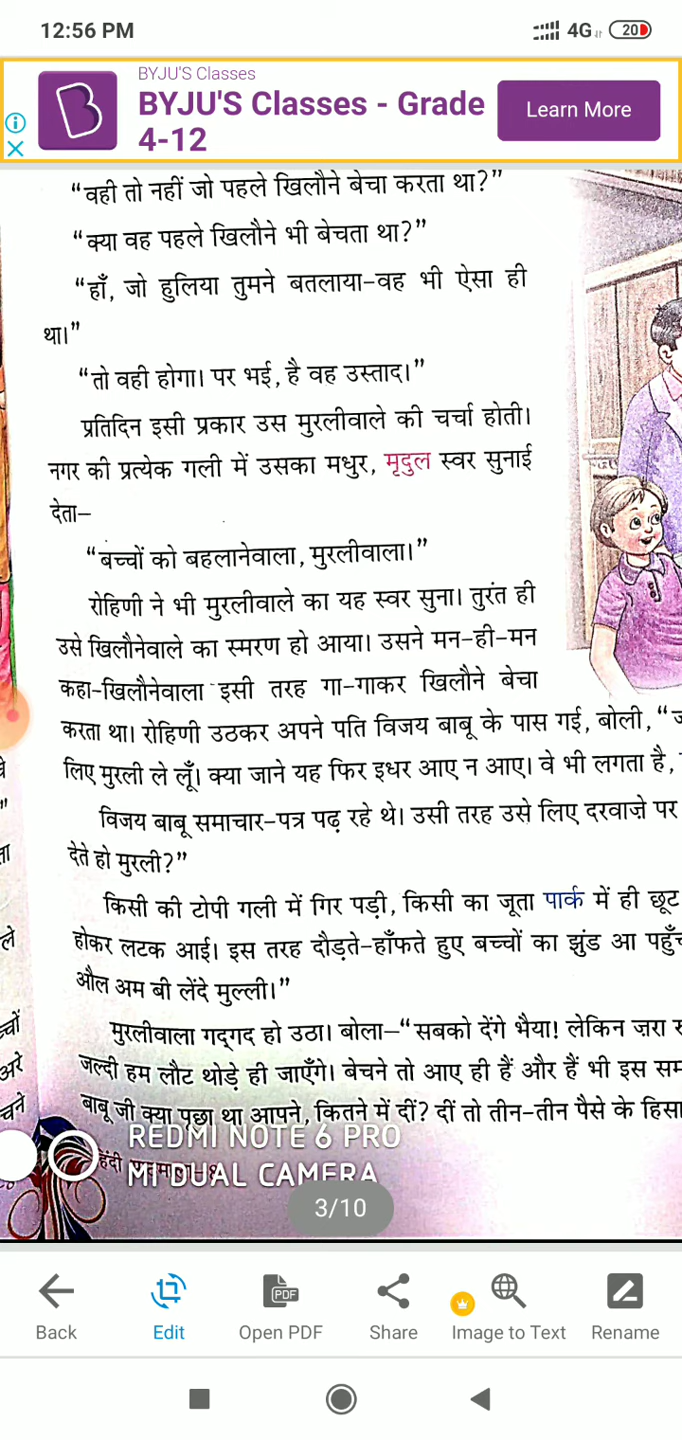 12:56 PM
4G 20
BYJU'S Classes
BYJU'S Classes - Grade
4-12
Learn More
“वही तो नहीं जो पहले खिलौने बेचा करता था?”
“क्या वह पहले खिलौने भी बेचता था?”
“हाँ, जो हुलिया तुमने बतलाया–वह भी ऐसा ही
था।”
“तो वही होगा। पर भई, है वह उस्ताद।”
प्रतिदिन इसी प्रकार उस मुरलीवाले की चर्चा होती।
नगर की प्रत्येक गली में उसका मधुर, मृदुल स्वर सुनाई
देता–
“बच्चों को बहलानेवाला, मुरलीवाला।”
रोहिणी ने भी मुरलीवाले का यह स्वर सुना। तुरंत ही
उसे खिलौनेवाले का स्मरण हो आया। उसने मन-ही-मन
कहा-खिलौनेवाला इसी तरह गा-गाकर खिलौने बेचा
करता था। रोहिणी उठकर अपने पति विजय बाबू के पास गई, बोली, “
लिए मुरली ले लूँ। क्या जाने यह फिर इधर आए न आए। वे भी लगता है,
विजय बाबू समाचार-पत्र पढ़ रहे थे। उसी तरह उसे लिए दरवाज़े पर
देते हो मुरली?”
किसी की टोपी गली में गिर पड़ी, किसी का जूता पार्क में ही छूट
होकर लटक आई। इस तरह दौड़ते-हाँफते हुए बच्चों का झुंड आ
औल अम बी लेंदे मुल्ली।”
मुरलीवाला गद्गद हो उठा। बोला–“सबको देंगे भैया! लेकिन ज़रा
जल्दी हम लौट थोड़े ही जाएँगे। बेचने तो आए ही हैं और हैं भी इस
बाबू जी क्या पूछा था आपने, कितने में दीं? दीं तो तीन-तीन पैसे के
REDMI NOTE 6 PRO
हिंदी
MI DUAL CAMERA
3/10
Back
Edit
PDF
Open PDF
Share
Image to Text
Rename